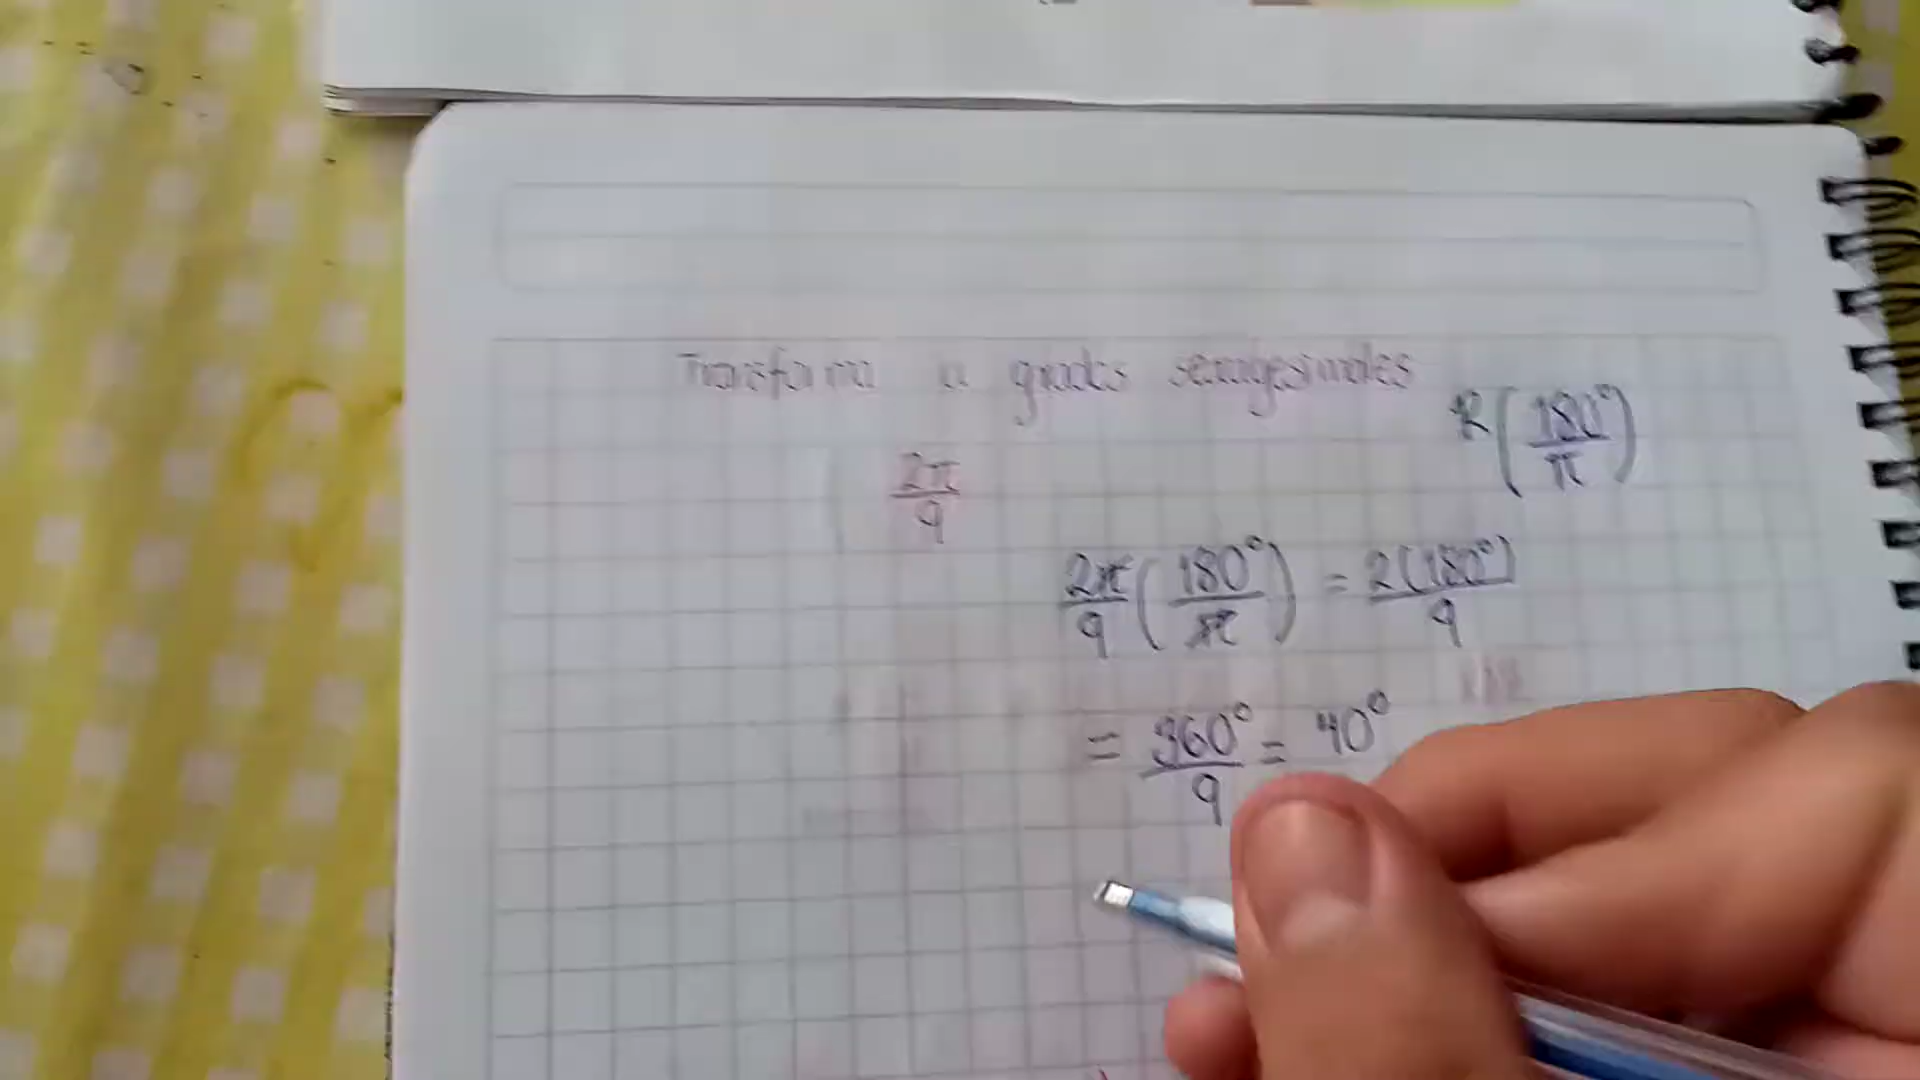 Transforma a grados sexagesimales
R(180°/π)
2π/9
2π/9(180°/π) = 2(180°)/9
= 360°/9 = 40°